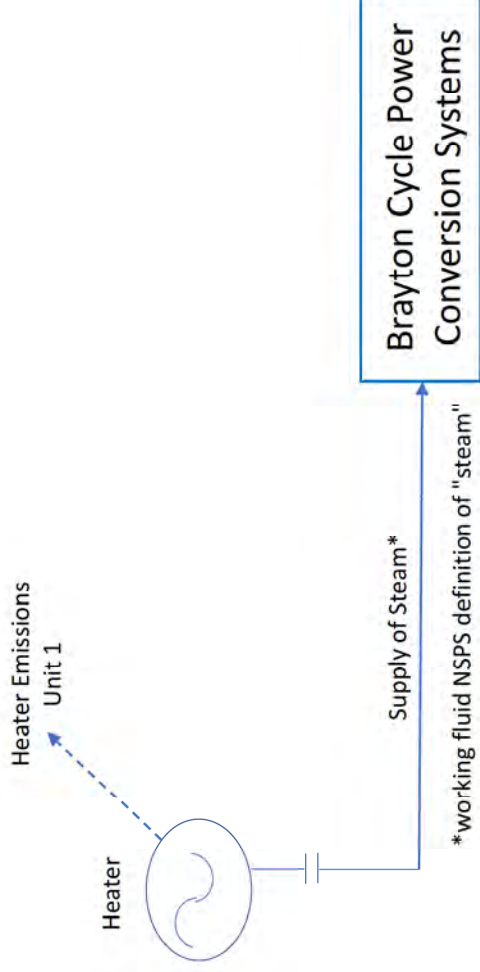 Heater Emissions
Unit 1
Heater
Supply of Steam*
*working fluid NSPS definition of "steam"
Brayton Cycle Power
Conversion Systems